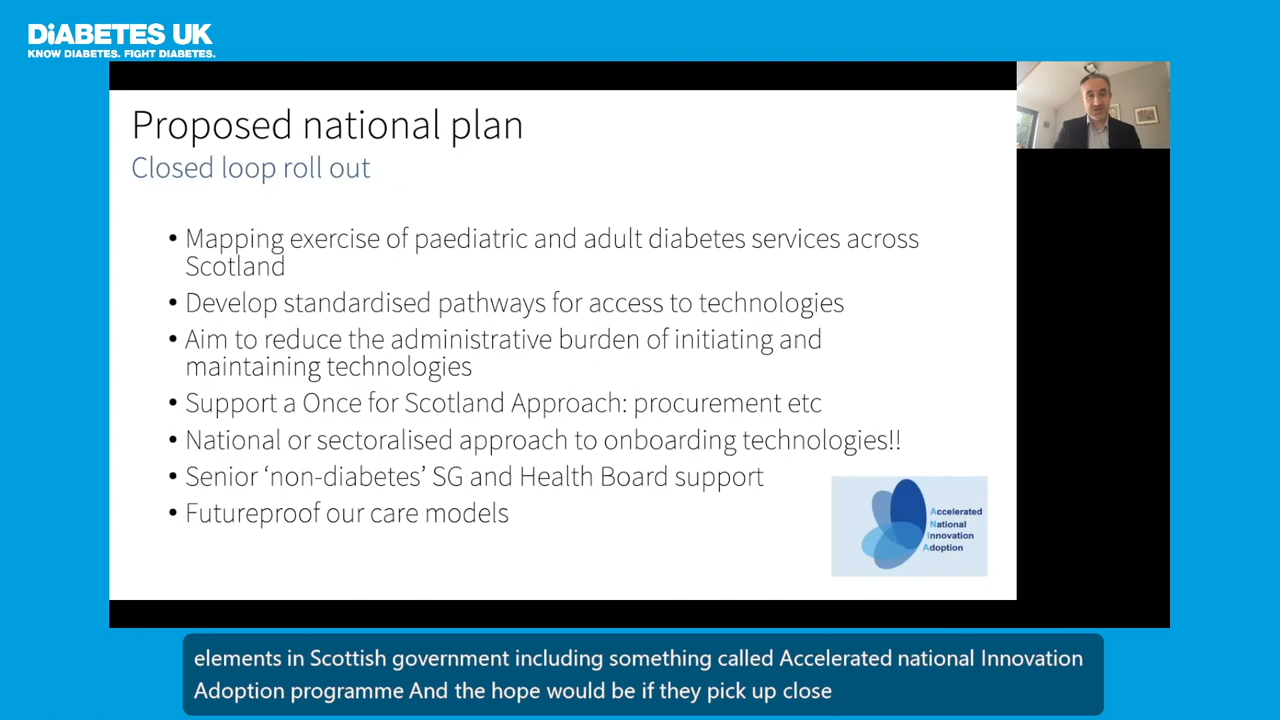 DiABETES UK
KNOW DIABETES. FIGHT DIABETES.
Proposed national plan
Closed loop roll out
• Mapping exercise of paediatric and adult diabetes services across
Scotland
• Develop standardised pathways for access to technologies
• Aim to reduce the administrative burden of initiating and
maintaining technologies
• Support a Once for Scotland Approach: procurement etc
• National or sectoralised approach to onboarding technologies!!
• Senior ‘non-diabetes’ SG and Health Board support
• Futureproof our care models
Accelerated
National
Innovation
Adoption
elements in Scottish government including something called Accelerated national Innovation
Adoption programme And the hope would be if they pick up close